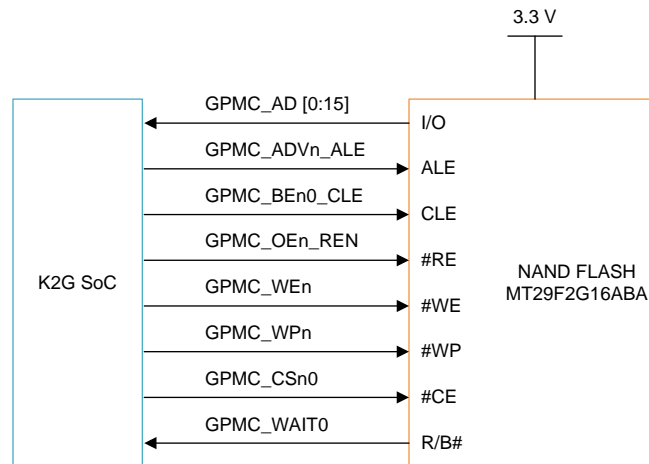 3.3 V
GPMC_AD [0:15]
I/O
GPMC_ADVn_ALE
ALE
GPMC_BEn0_CLE
CLE
GPMC_OEn_REN
#RE
K2G SoC
NAND FLASH
MT29F2G16ABA
GPMC_WEn
#WE
GPMC_WPn
#WP
GPMC_CSn0
#CE
GPMC_WAIT0
R/B#